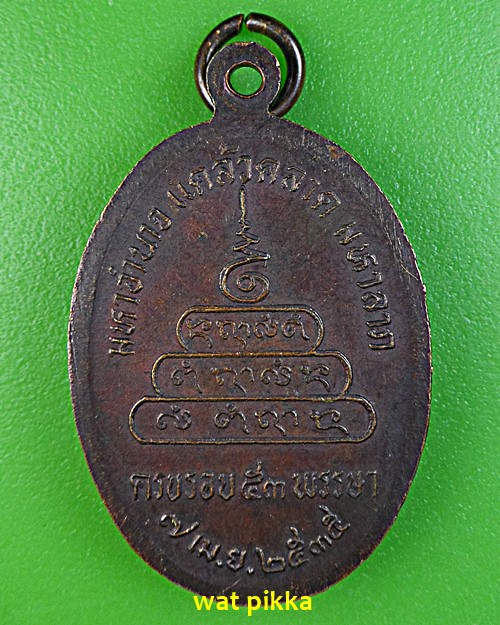 มหาอำนาจ แคล้วคลาด มหาลาภ
ครบรอบ ๕๓ พรรษา
๗ เม.ย. ๒๕๓๕
wat pikka